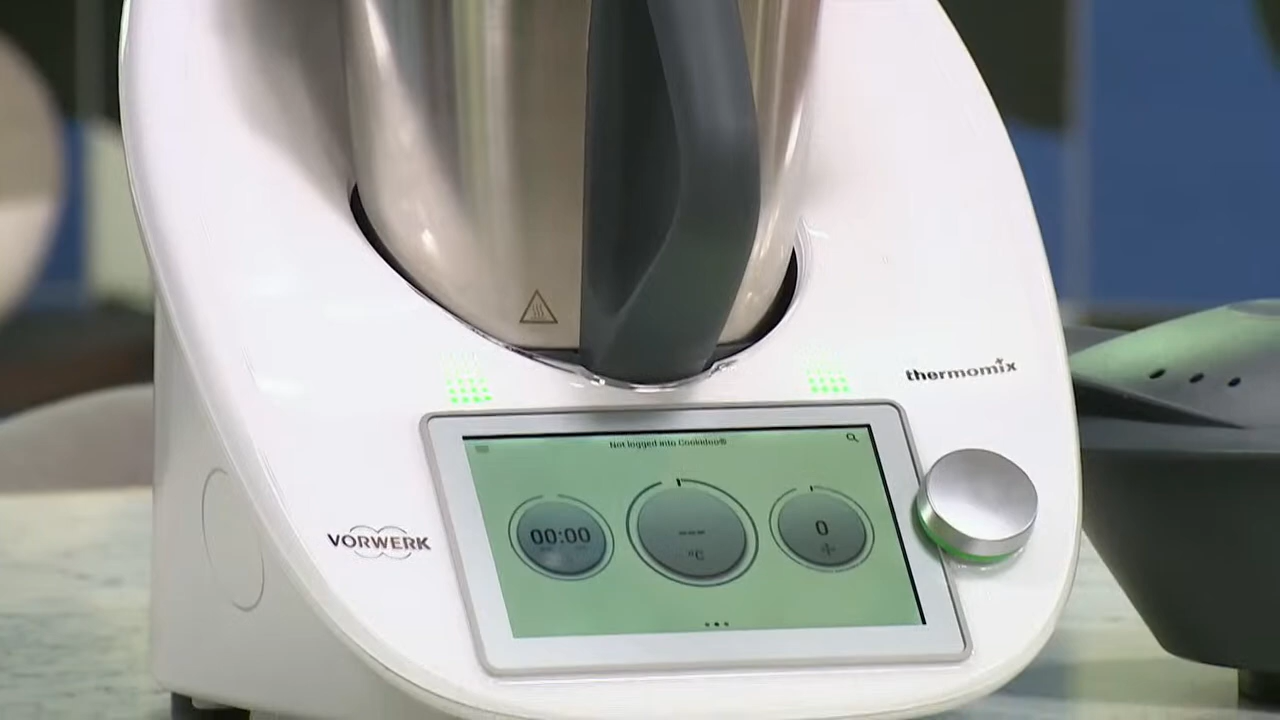 thermomix
Not logged into Cookidoo®
00:00
---
°C
0
VORWERK